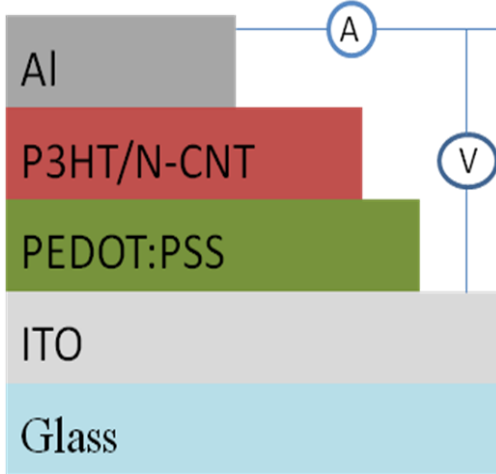 A
Al
V
P3HT/N-CNT
PEDOT:PSS
ITO
Glass